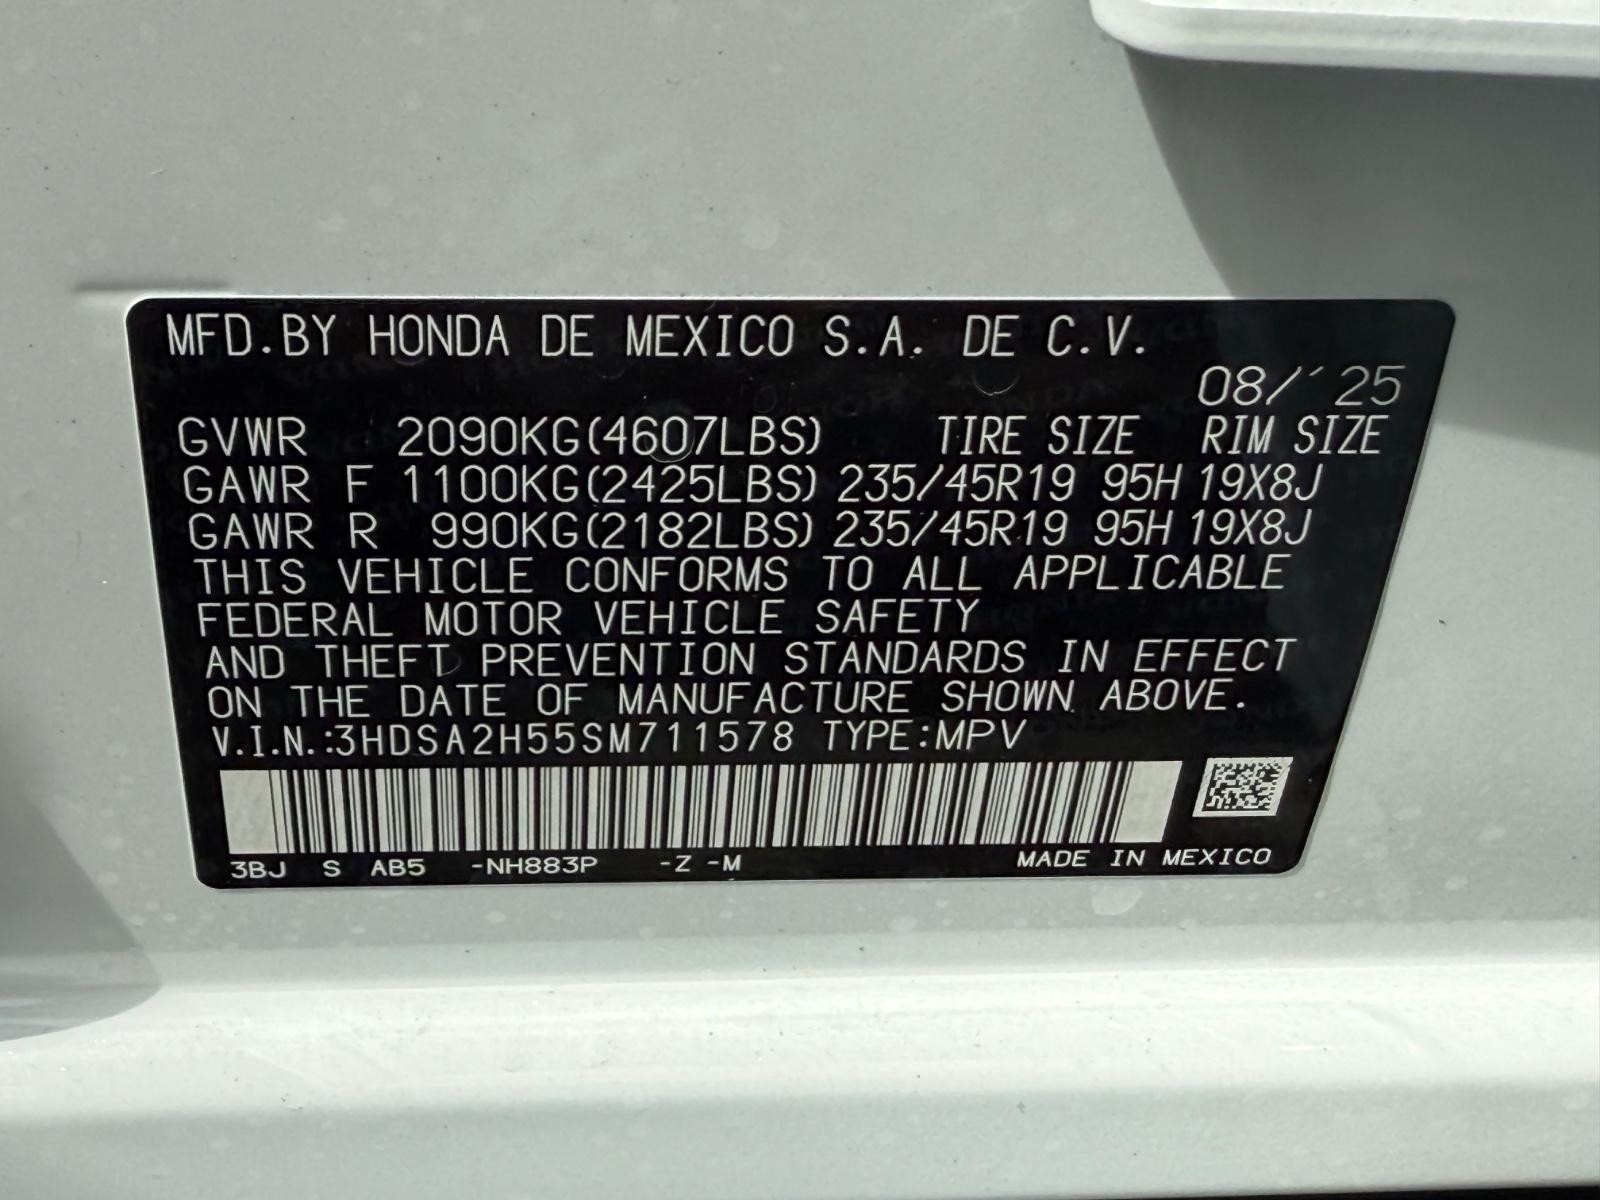 MFD.BY HONDA DE MEXICO S.A. DE C.V.
08/'25
GVWR 2090KG(4607LBS) TIRE SIZE RIM SIZE
GAWR F 1100KG(2425LBS) 235/45R19 95H 19X8J
GAWR R 990KG(2182LBS) 235/45R19 95H 19X8J
THIS VEHICLE CONFORMS TO ALL APPLICABLE
FEDERAL MOTOR VEHICLE SAFETY
AND THEFT PREVENTION STANDARDS IN EFFECT
ON THE DATE OF MANUFACTURE SHOWN ABOVE.
V.I.N.:3HDSA2H55SM711578 TYPE:MPV
3BJ S AB5 -NH883P -Z -M MADE IN MEXICO